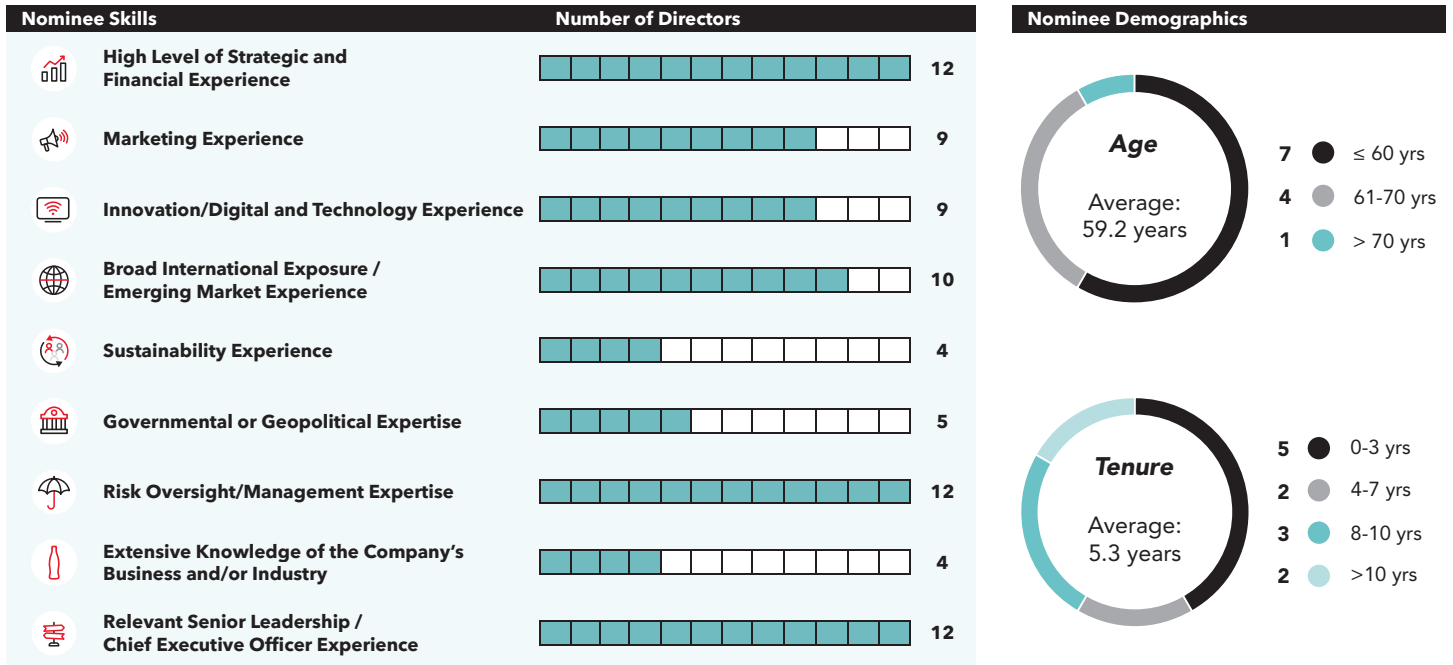 Nominee Skills
Number of Directors
High Level of Strategic and
Financial Experience
12
Marketing Experience
9
Innovation/Digital and Technology Experience
9
Broad International Exposure /
Emerging Market Experience
10
Sustainability Experience
4
Governmental or Geopolitical Expertise
5
Risk Oversight/Management Expertise
12
Extensive Knowledge of the Company’s
Business and/or Industry
4
Relevant Senior Leadership /
Chief Executive Officer Experience
12
Nominee Demographics
Age
Average:
59.2 years
7 ≤ 60 yrs
4 61-70 yrs
1 > 70 yrs
Tenure
Average:
5.3 years
5 0-3 yrs
2 4-7 yrs
3 8-10 yrs
2 >10 yrs